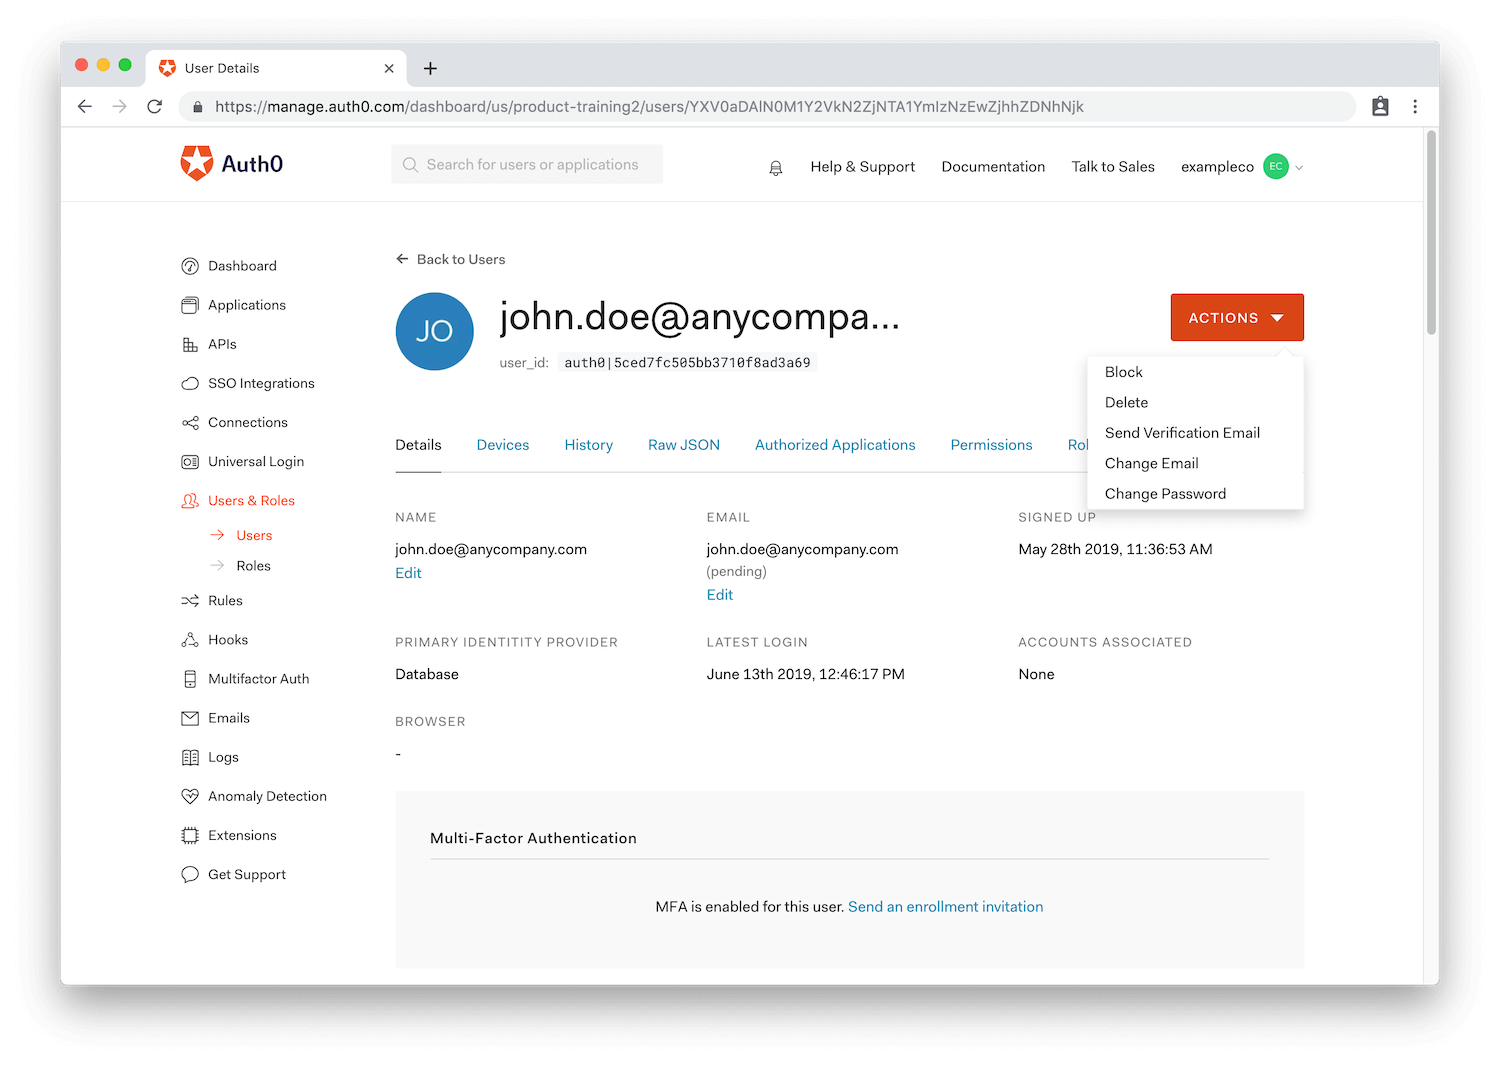 User Details
https://manage.auth0.com/dashboard/us/product-training2/users/YXV0aDAlN0M1Y2VkN2ZjNTA1YmIzNzEwZjhhZDNhNjk
Auth0
Search for users or applications
Help & Support
Documentation
Talk to Sales
exampleco
EC
Dashboard
Applications
APIs
SSO Integrations
Connections
Universal Login
Users & Roles
Users
Roles
Rules
Hooks
Multifactor Auth
Emails
Logs
Anomaly Detection
Extensions
Get Support
Back to Users
JO
john.doe@anycompa...
user_id: auth0|5ced7fc505bb3710f8ad3a69
ACTIONS
Block
Delete
Send Verification Email
Change Email
Change Password
Details
Devices
History
Raw JSON
Authorized Applications
Permissions
NAME
john.doe@anycompany.com
Edit
EMAIL
john.doe@anycompany.com
(pending)
Edit
SIGNED UP
May 28th 2019, 11:36:53 AM
PRIMARY IDENTITITY PROVIDER
Database
LATEST LOGIN
June 13th 2019, 12:46:17 PM
ACCOUNTS ASSOCIATED
None
BROWSER
-
Multi-Factor Authentication
MFA is enabled for this user. Send an enrollment invitation